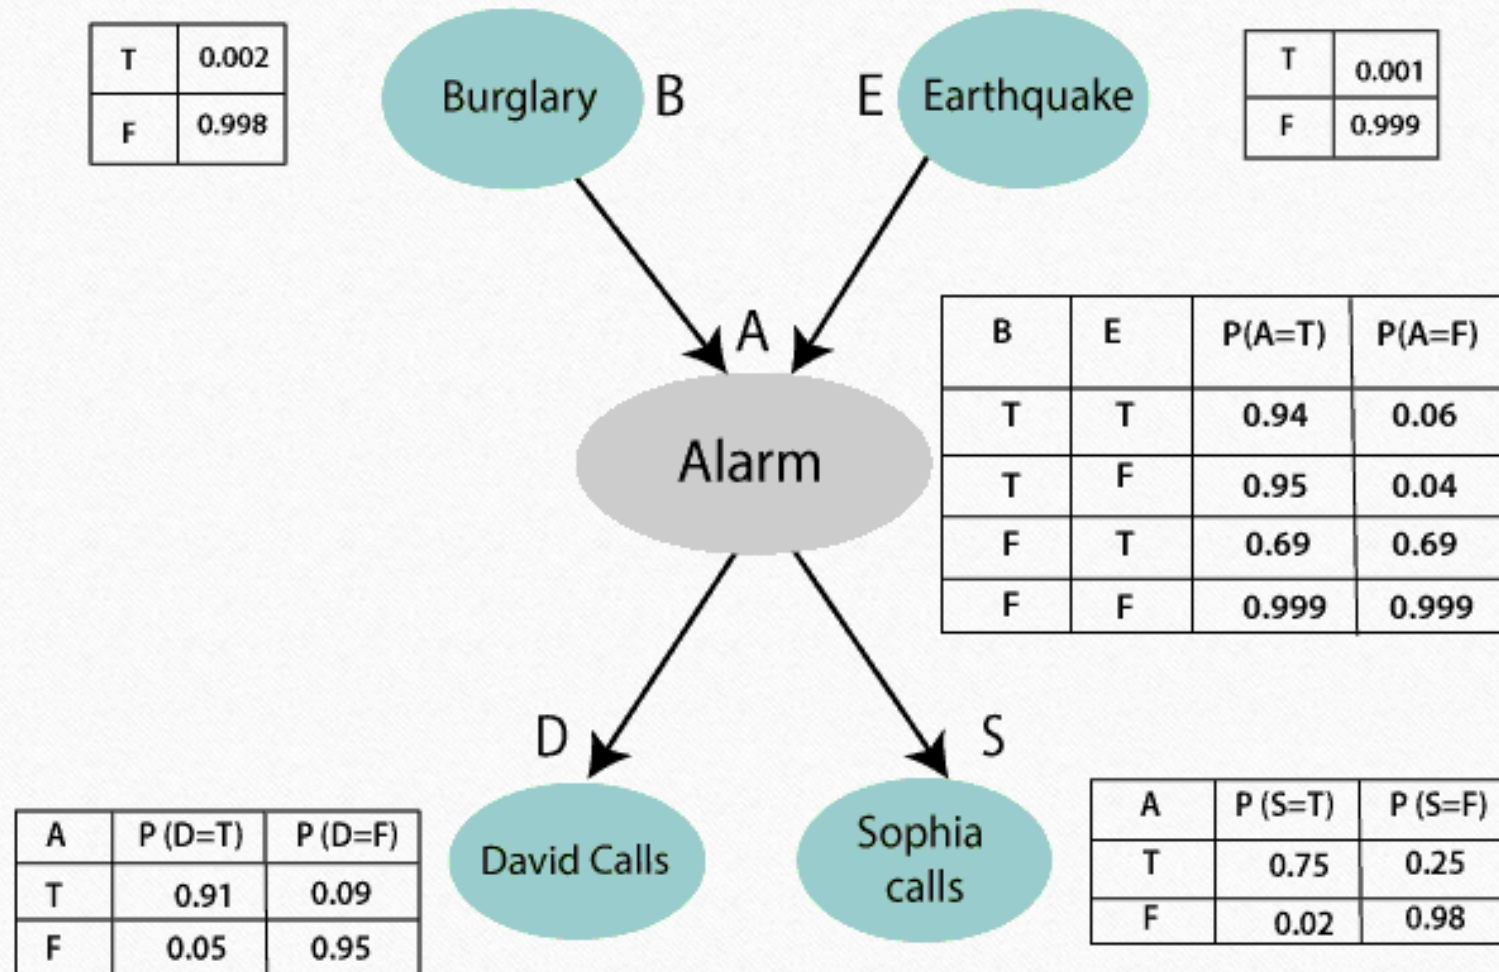 T 0.002
F 0.998
Burglary B
E Earthquake
T 0.001
F 0.999
A
B E P(A=T) P(A=F)
T T 0.94 0.06
T F 0.95 0.04
F T 0.69 0.69
F F 0.999 0.999
Alarm
D
S
A P (D=T) P (D=F)
T 0.91 0.09
F 0.05 0.95
David Calls
Sophia
calls
A P (S=T) P (S=F)
T 0.75 0.25
F 0.02 0.98